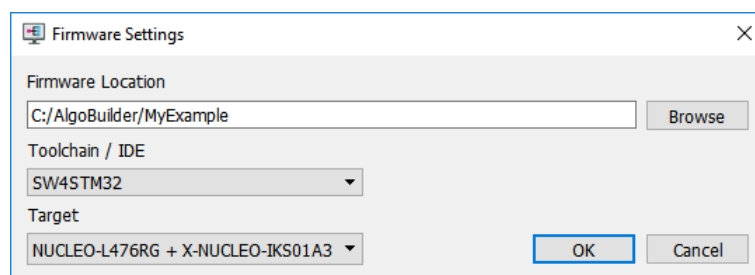 Firmware Settings
Firmware Location
C:/AlgoBuilder/MyExample
Browse
Toolchain / IDE
SW4STM32
Target
NUCLEO-L476RG + X-NUCLEO-IKS01A3
OK
Cancel